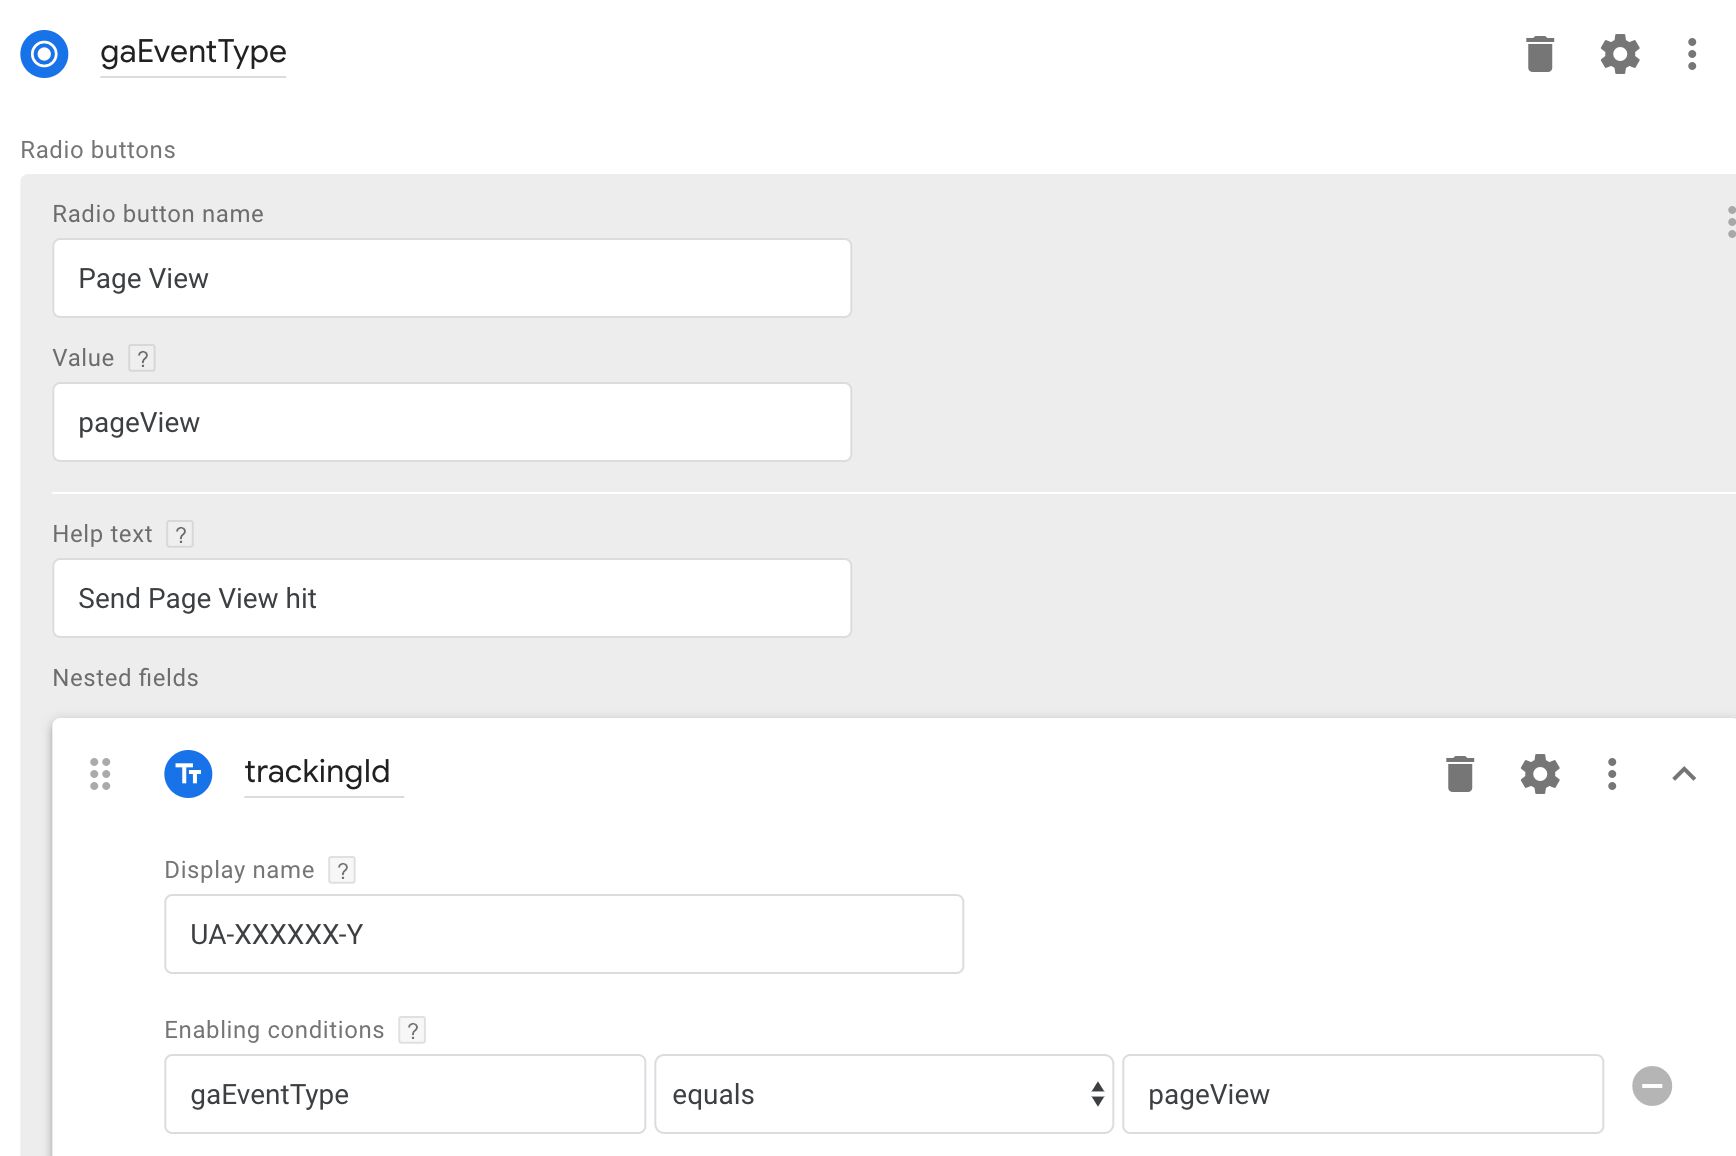 gaEventType
Radio buttons
Radio button name
Page View
Value ?
pageView
Help text ?
Send Page View hit
Nested fields
TT trackingId
Display name ?
UA-XXXXXX-Y
Enabling conditions ?
gaEventType equals pageView